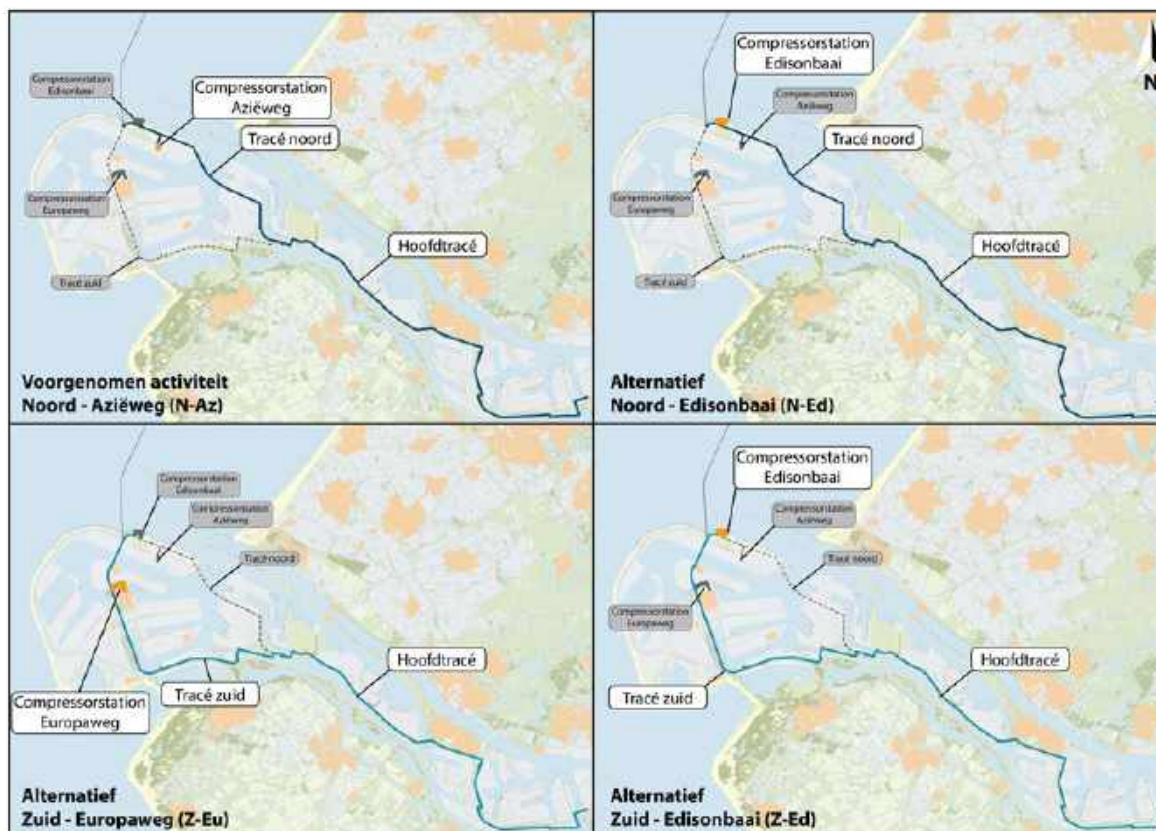 Compressorstation
Edisonbaai
Compressorstation
Aziëweg
Tracé noord
Compressorstation
Europaweg
Hoofdtracé
Tracé zuid
Voorgenomen activiteit
Noord - Aziëweg (N-Az)
Compressorstation
Edisonbaai
Compressorstation
Aziëweg
N
Tracé noord
Compressorstation
Europaweg
Hoofdtracé
Tracé zuid
Alternatief
Noord - Edisonbaai (N-Ed)
Compressorstation
Edisonbaai
Compressorstation
Aziëweg
Tracé noord
Hoofdtracé
Compressorstation
Europaweg
Tracé zuid
Alternatief
Zuid - Europaweg (Z-Eu)
Compressorstation
Edisonbaai
Compressorstation
Aziëweg
Tracé noord
Compressorstation
Europaweg
Hoofdtracé
Tracé zuid
Alternatief
Zuid - Edisonbaai (Z-Ed)